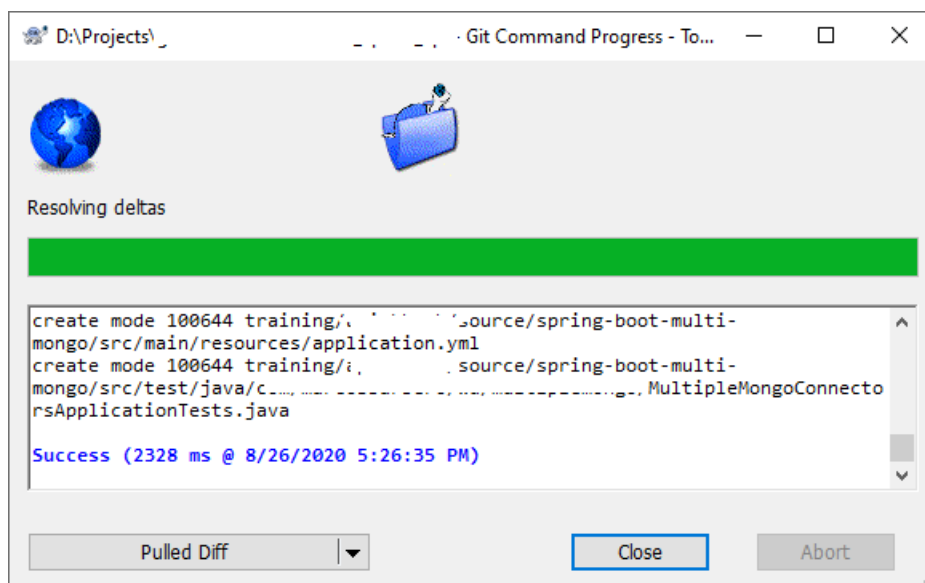 D:\Projects\ - Git Command Progress - To...
Resolving deltas
create mode 100644 training/ source/spring-boot-multi-
mongo/src/main/resources/application.yml
create mode 100644 training/ source/spring-boot-multi-
mongo/src/test/java/ MultipleMongoConnecto
rsApplicationTests.java
Success (2328 ms @ 8/26/2020 5:26:35 PM)
Pulled Diff
Close
Abort